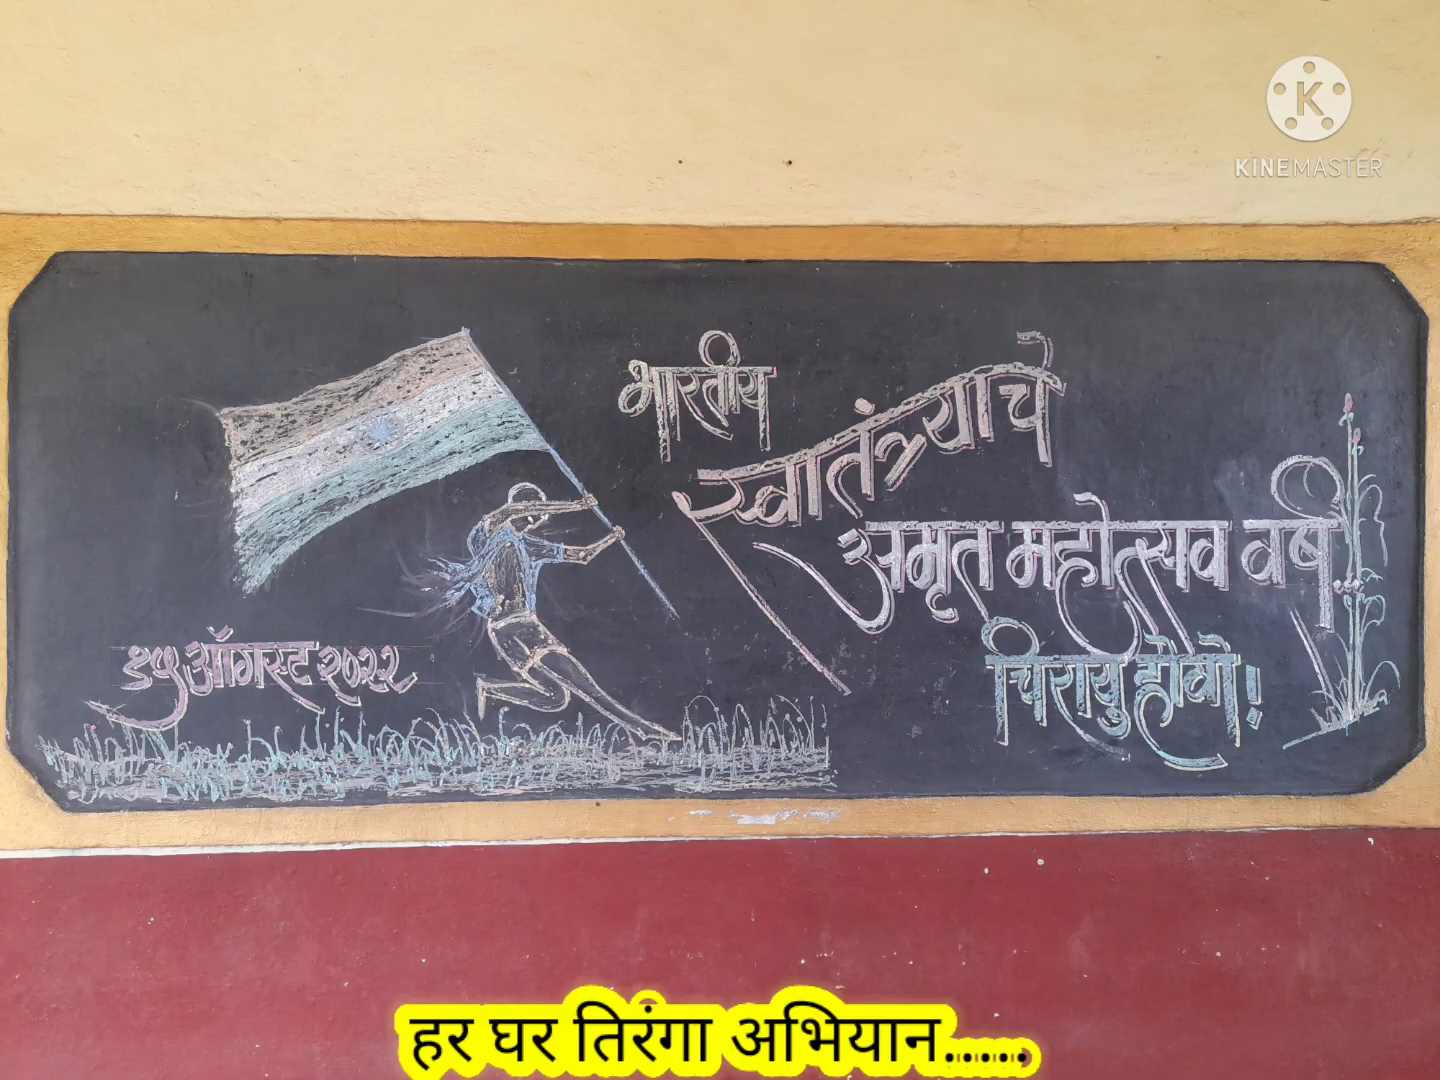 KINEMASTER
भारतीय
स्वातंत्र्याचे
अमृत महोत्सव वर्ष...
चिरायु होवो!
१५ ऑगस्ट २०२२
हर घर तिरंगा अभियान......